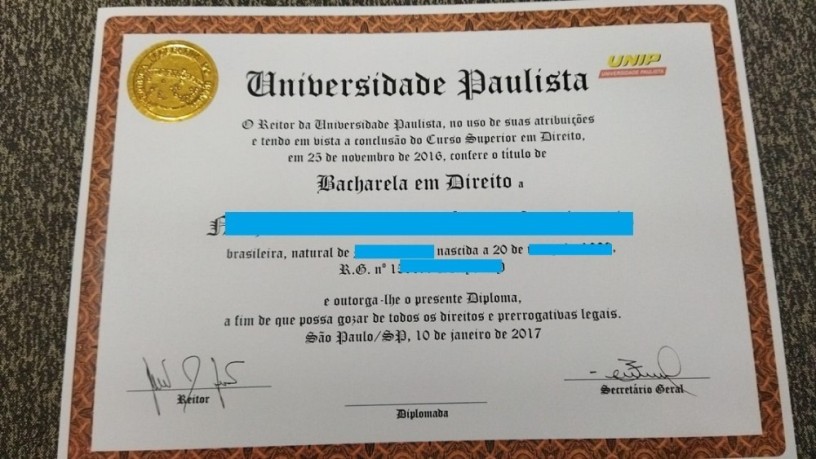 Universidade Paulista
UNIP
UNIVERSIDADE PAULISTA
O Reitor da Universidade Paulista, no uso de suas atribuições
e tendo em vista a conclusão do Curso Superior em Direito,
em 25 de novembro de 2016, confere o título de
Bacharela em Direito a
brasileira, natural de nascida a 20 de
R.G. nº
e outorga-lhe o presente Diploma,
a fim de que possa gozar de todos os direitos e prerrogativas legais.
São Paulo/SP, 10 de janeiro de 2017
Reitor
Diplomada
Secretário Geral